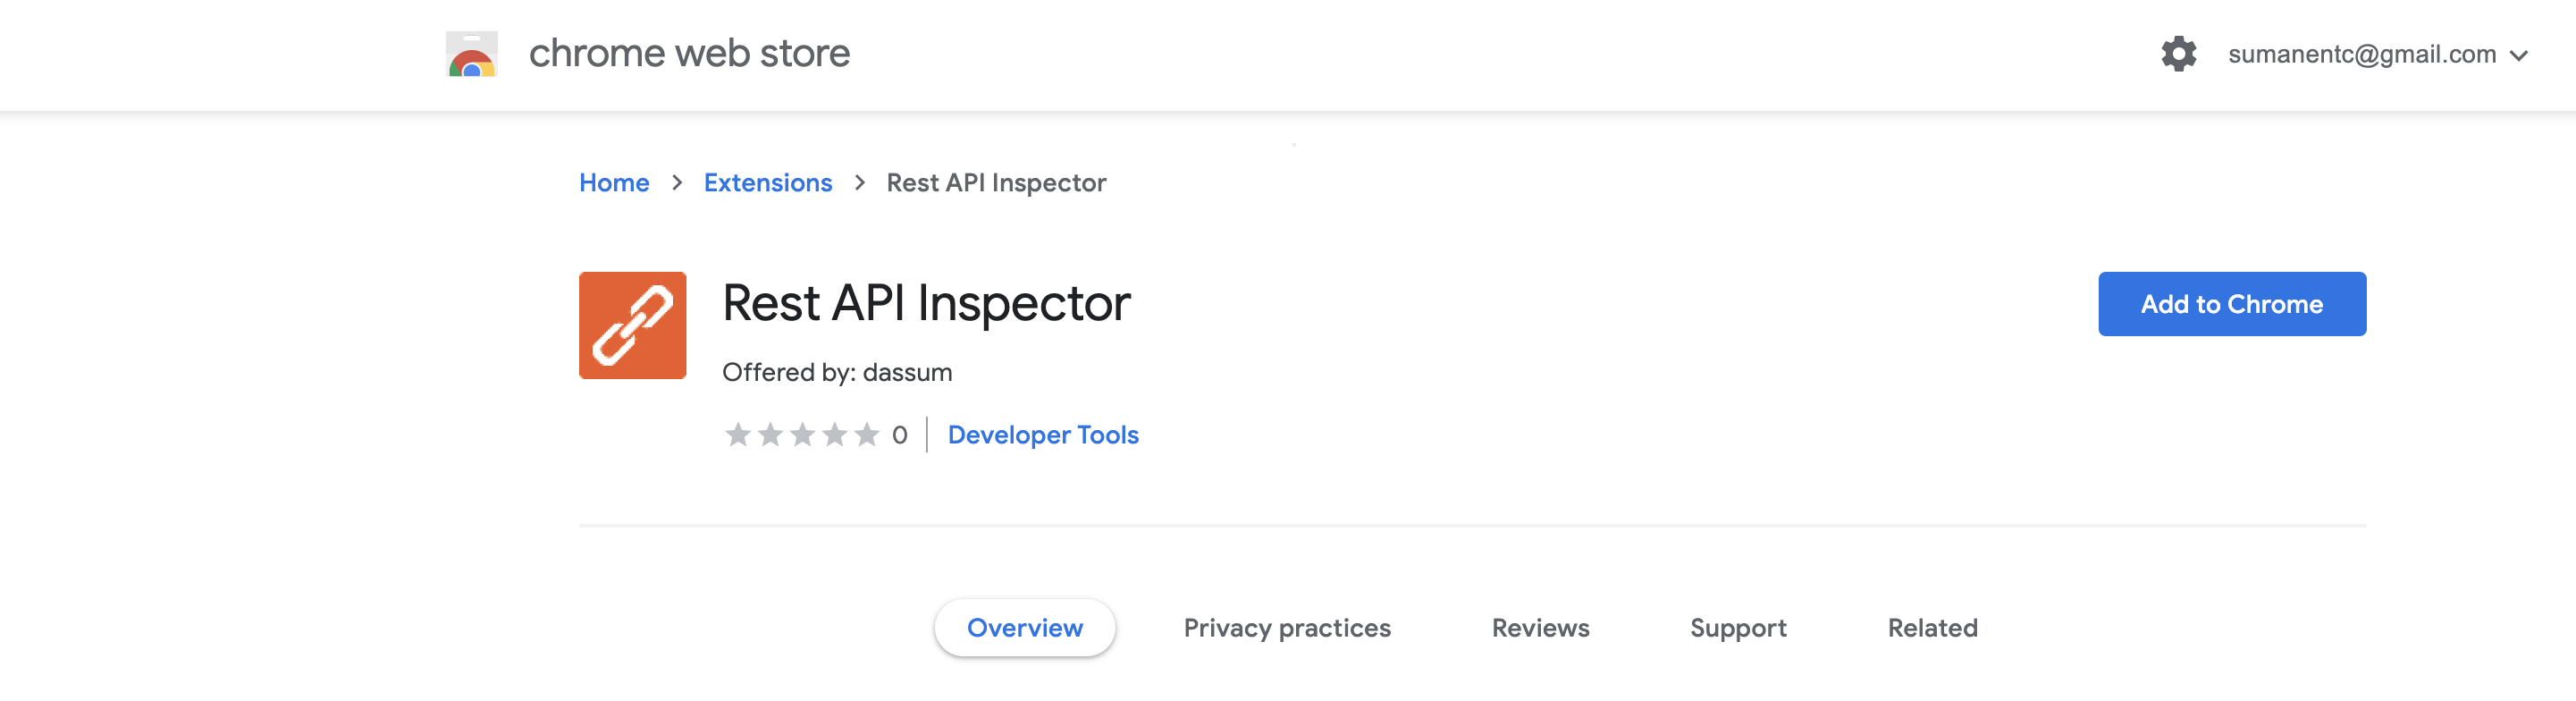 chrome web store
sumanentc@gmail.com
Home > Extensions > Rest API Inspector
Rest API Inspector
Add to Chrome
Offered by: dassum
0 | Developer Tools
Overview
Privacy practices
Reviews
Support
Related